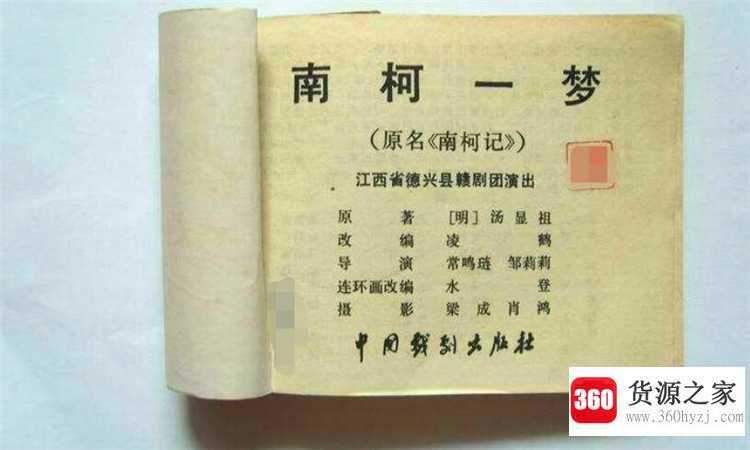 南柯一梦
（原名《南柯记》）
江西省德兴县赣剧团演出
原著 [明] 汤显祖
改编 凌鹤
导演 常鸣琏 邹莉莉
连环画改编 水登
摄影 梁成 肖鸿
中国戏剧出版社
360 货源之家
www.360hyzj.com